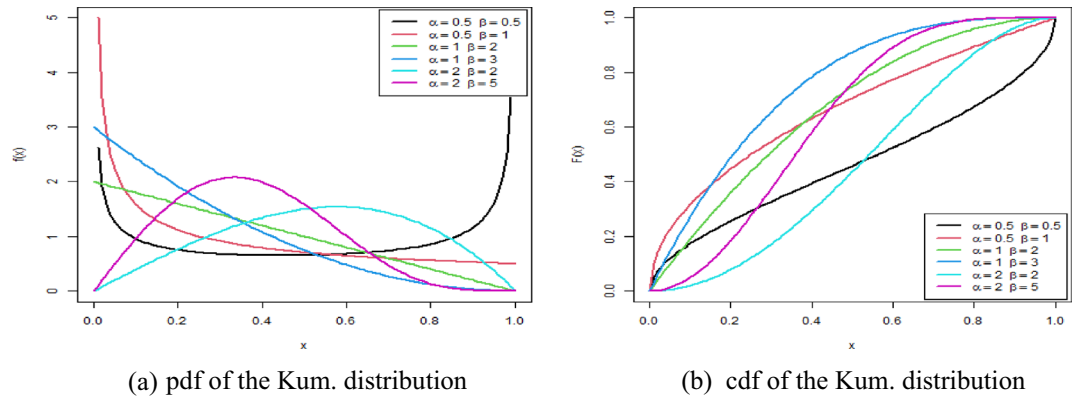 5
4
3
2
1
0
f(x)
0.0 0.2 0.4 0.6 0.8 1.0
x
α = 0.5 β = 0.5
α = 0.5 β = 1
α = 1 β = 2
α = 1 β = 3
α = 2 β = 2
α = 2 β = 5
(a) pdf of the Kum. distribution
1.0
0.8
0.6
0.4
0.2
0.0
F(x)
0.0 0.2 0.4 0.6 0.8 1.0
x
α = 0.5 β = 0.5
α = 0.5 β = 1
α = 1 β = 2
α = 1 β = 3
α = 2 β = 2
α = 2 β = 5
(b) cdf of the Kum. distribution